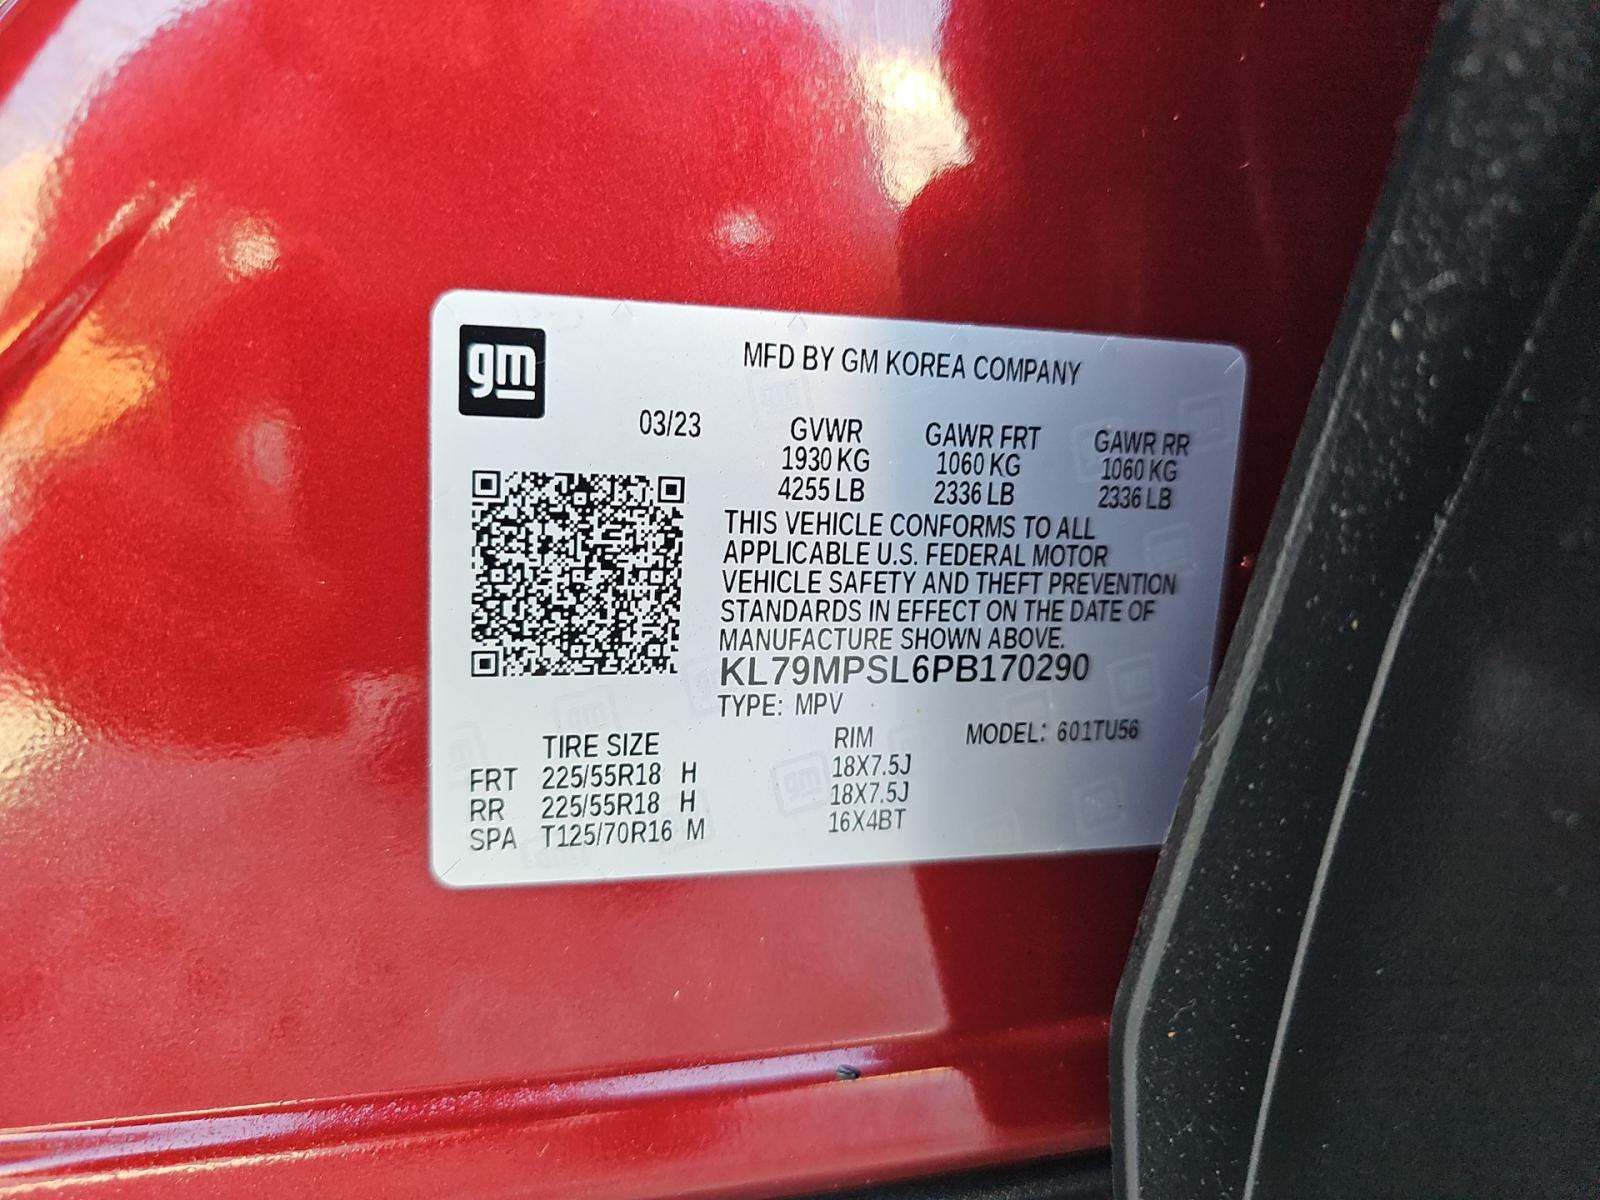 gm
MFD BY GM KOREA COMPANY
03/23
GVWR GAWR FRT GAWR RR
1930 KG 1060 KG 1060 KG
4255 LB 2336 LB 2336 LB
THIS VEHICLE CONFORMS TO ALL
APPLICABLE U.S. FEDERAL MOTOR
VEHICLE SAFETY AND THEFT PREVENTION
STANDARDS IN EFFECT ON THE DATE OF
MANUFACTURE SHOWN ABOVE.
KL79MPSL6PB170290
TYPE: MPV
TIRE SIZE RIM MODEL: 601TU56
FRT 225/55R18 H 18X7.5J
RR 225/55R18 H 18X7.5J
SPA T125/70R16 M 16X4BT